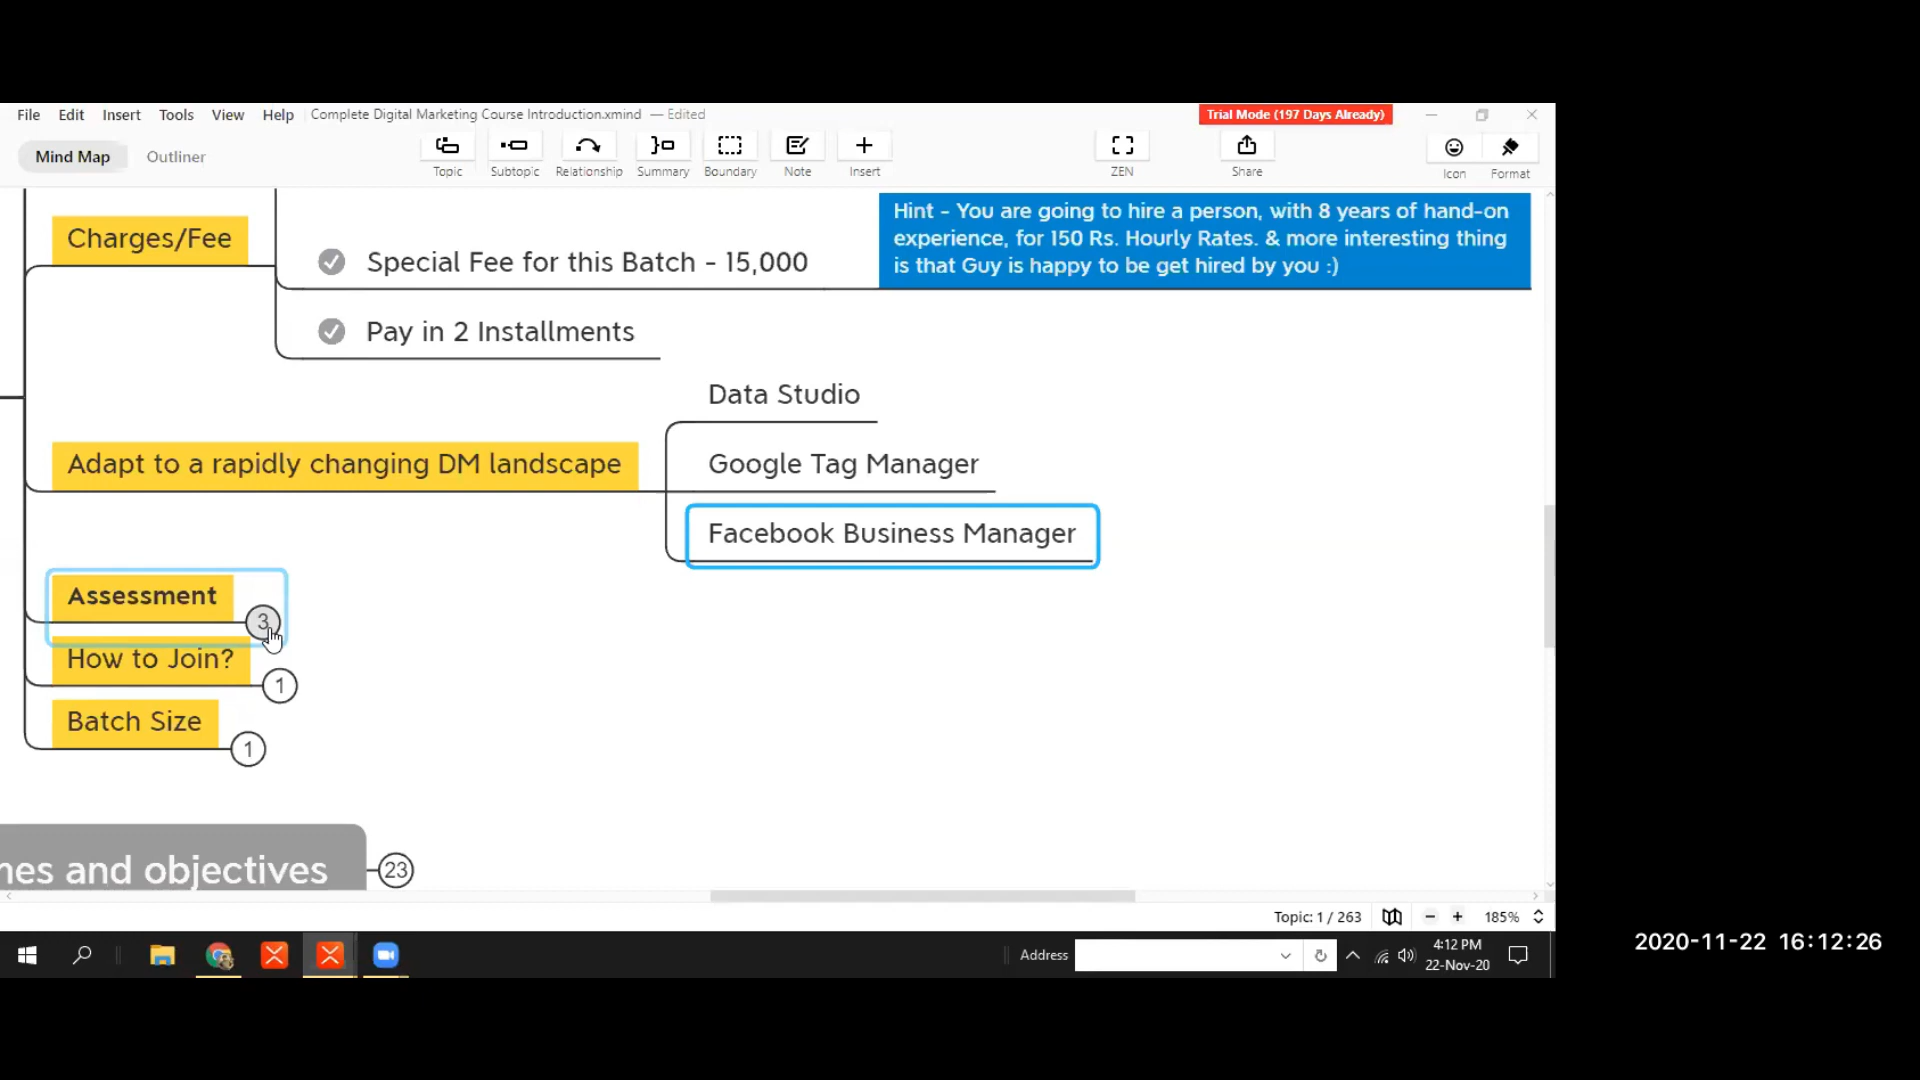 File Edit Insert Tools View Help Complete Digital Marketing Course Introduction.xmind — Edited Trial Mode (197 Days Already)
Mind Map Outliner
Topic Subtopic Relationship Summary Boundary Note Insert ZEN Share Icon Format
Charges/Fee
Special Fee for this Batch - 15,000
Hint - You are going to hire a person, with 8 years of hand-on
experience, for 150 Rs. Hourly Rates. & more interesting thing
is that Guy is happy to be get hired by you :)
Pay in 2 Installments
Adapt to a rapidly changing DM landscape
Data Studio
Google Tag Manager
Facebook Business Manager
Assessment
3
How to Join?
1
Batch Size
1
and objectives
23
Topic: 1 / 263 185%
Address
4:12 PM
22-Nov-20
2020-11-22 16:12:26